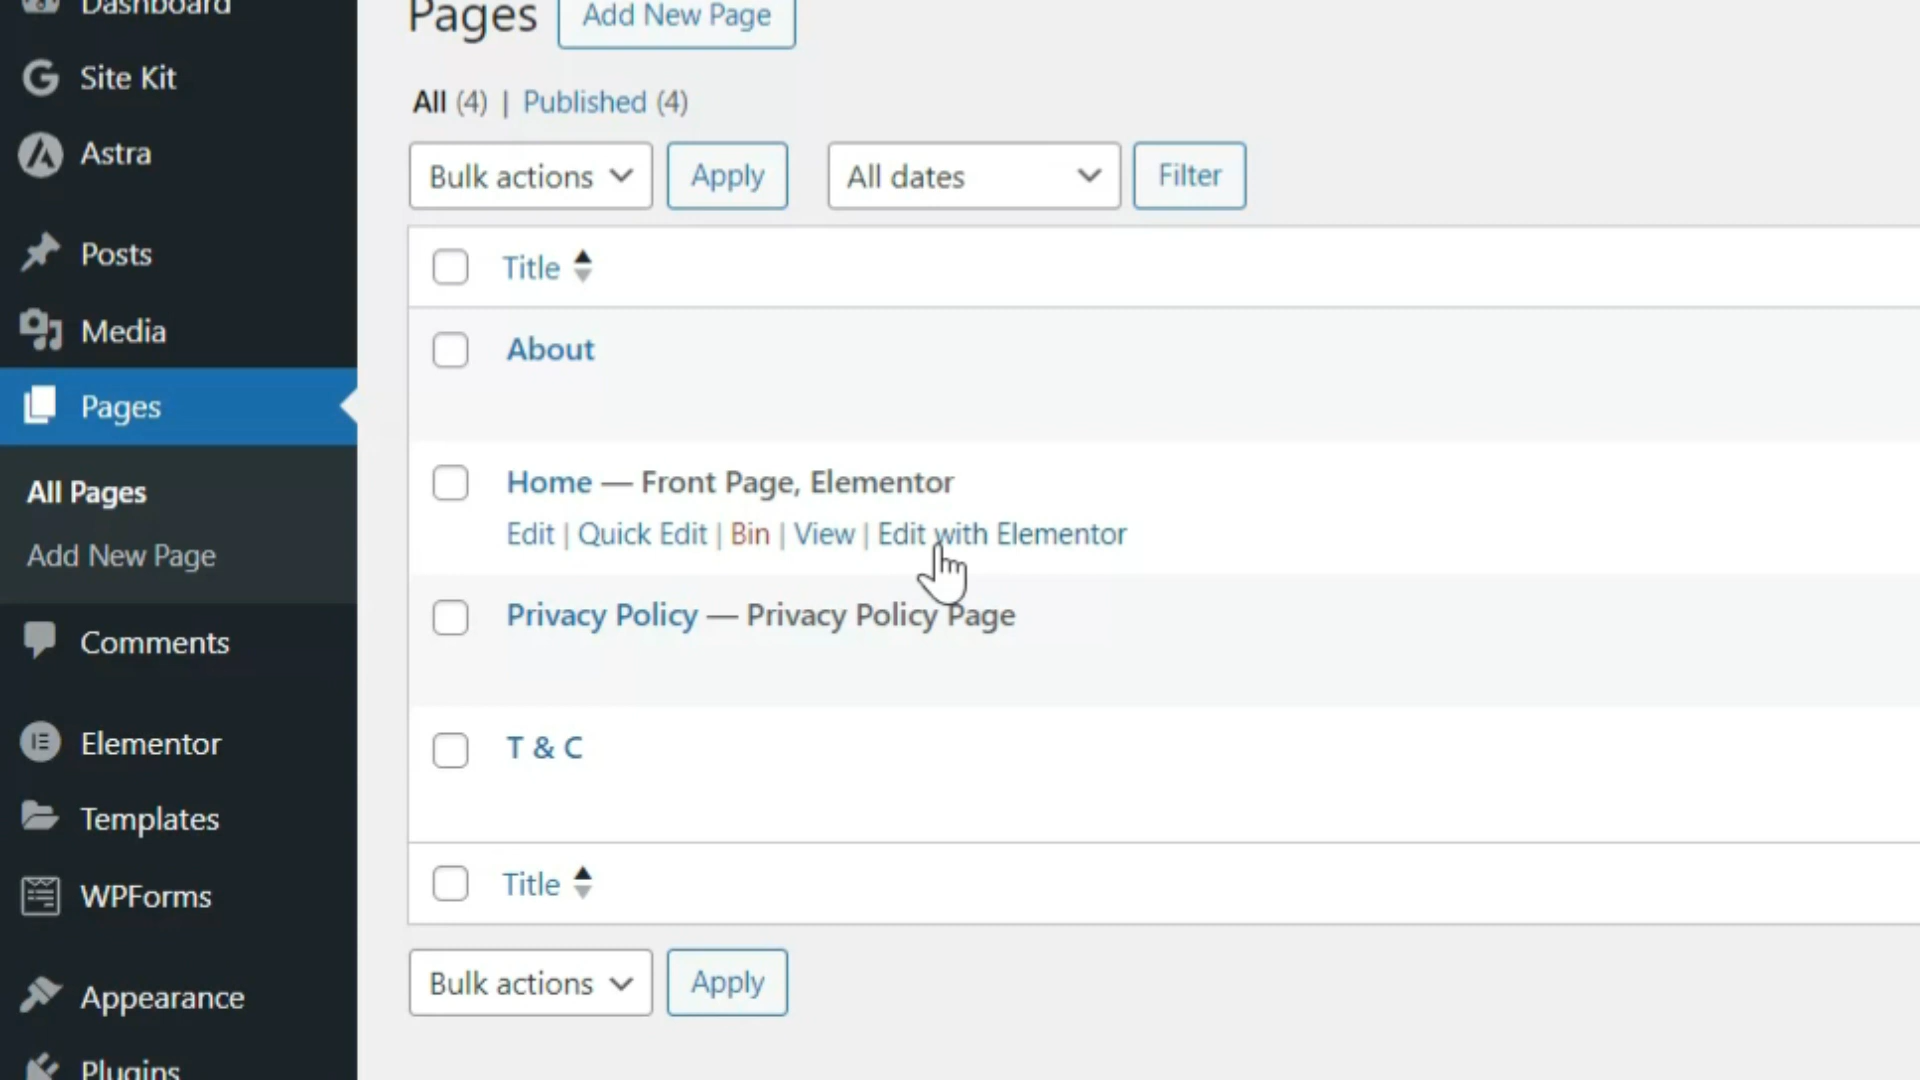 Dashboard
Site Kit
Astra
Posts
Media
Pages
All Pages
Add New Page
Comments
Elementor
Templates
WPForms
Appearance
Plugins
Pages Add New Page
All (4) | Published (4)
Bulk actions Apply All dates Filter
Title
About
Home — Front Page, Elementor
Edit | Quick Edit | Bin | View | Edit with Elementor
Privacy Policy — Privacy Policy Page
T & C
Title
Bulk actions Apply